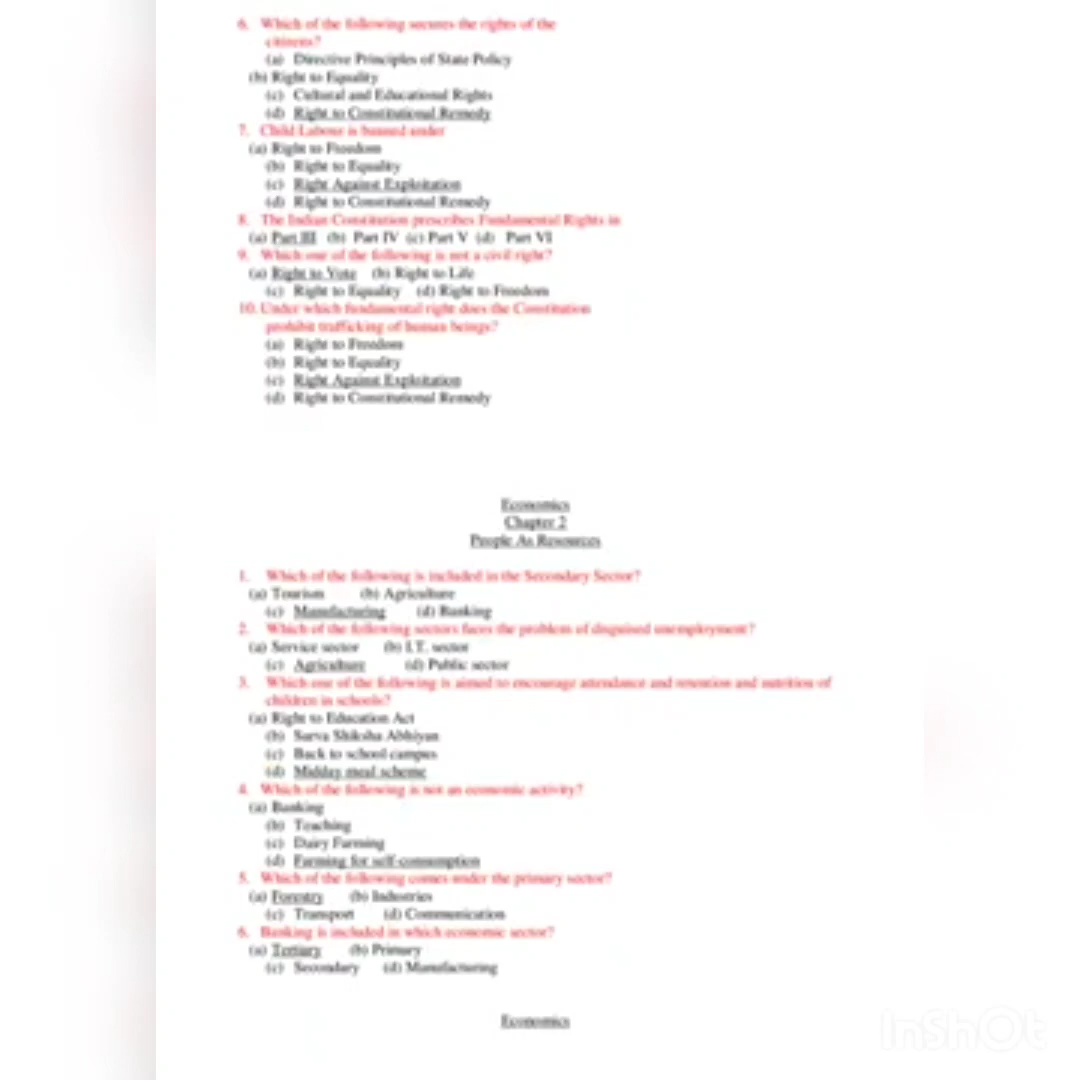 6. Which of the following secures the rights of the
citizens?
(a) Directive Principles of State Policy
(b) Right to Equality
(c) Cultural and Educational Rights
(d) Right to Constitutional Remedy
7. Child Labour is banned under
(a) Right to Freedom
(b) Right to Equality
(c) Right Against Exploitation
(d) Right to Constitutional Remedy
8. The Indian Constitution prescribes Fundamental Rights in
(a) Part III (b) Part IV (c) Part V (d) Part VI
9. Which one of the following is not a civil right?
(a) Right to Vote (b) Right to Life
(c) Right to Equality (d) Right to Freedom
10. Under which fundamental right does the Constitution
prohibit trafficking of human beings?
(a) Right to Freedom
(b) Right to Equality
(c) Right Against Exploitation
(d) Right to Constitutional Remedy
Economics
Chapter 2
People As Resources
1. Which of the following is included in the Secondary Sector?
(a) Tourism (b) Agriculture
(c) Manufacturing (d) Banking
2. Which of the following sectors faces the problem of disguised unemployment?
(a) Service sector (b) I.T. sector
(c) Agriculture (d) Public sector
3. Which one of the following is aimed to encourage attendance and retention and nutrition of
children in schools?
(a) Right to Education Act
(b) Sarva Shiksha Abhiyan
(c) Back to school campus
(d) Midday meal scheme
4. Which of the following is not an economic activity?
(a) Banking
(b) Teaching
(c) Dairy Farming
(d) Farming for self-consumption
5. Which of the following comes under the primary sector?
(a) Forestry (b) Industries
(c) Transport (d) Communication
6. Banking is included in which economic sector?
(a) Tertiary (b) Primary
(c) Secondary (d) Manufacturing
Economics
InShOt